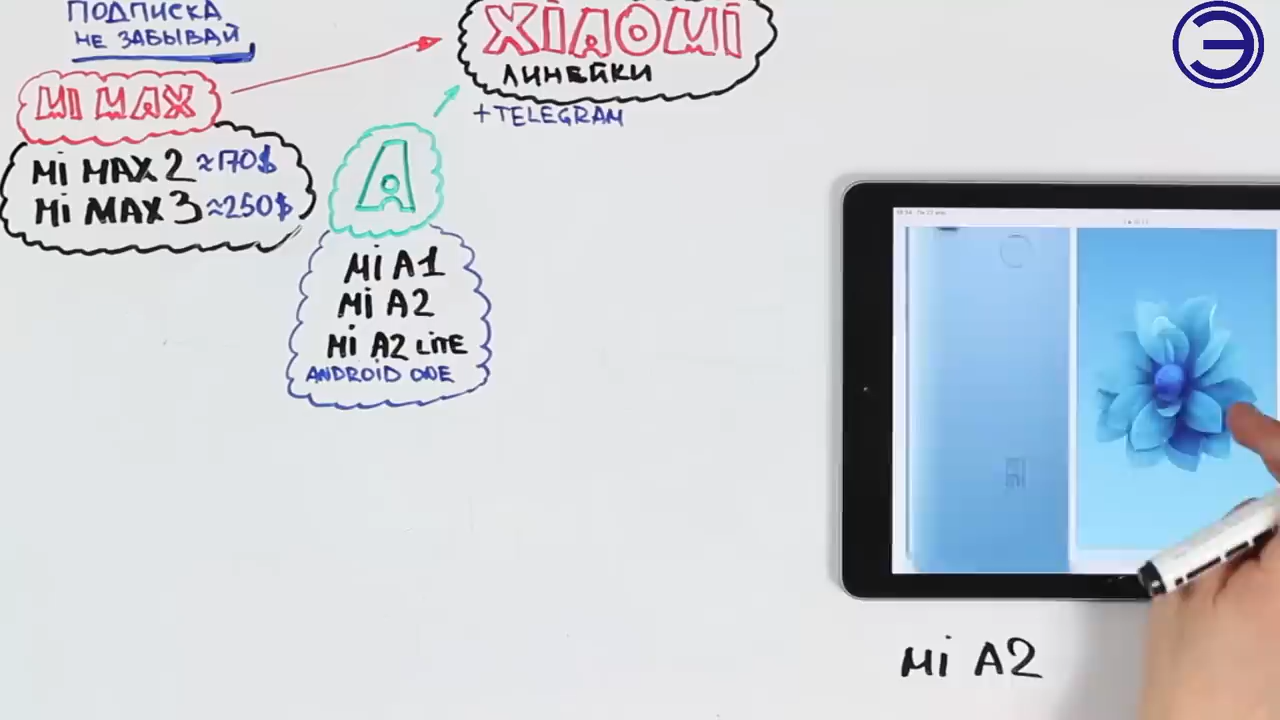 ПОДПИСКА
НЕ ЗАБЫВАЙ
XIAOMI
ЛИНЕЙКИ
+TELEGRAM
MI MAX
Mi MAX 2 ≈170$
Mi MAX 3 ≈250$
A
Mi A1
Mi A2
Mi A2 LITE
ANDROID ONE
Э
mi
Mi A2